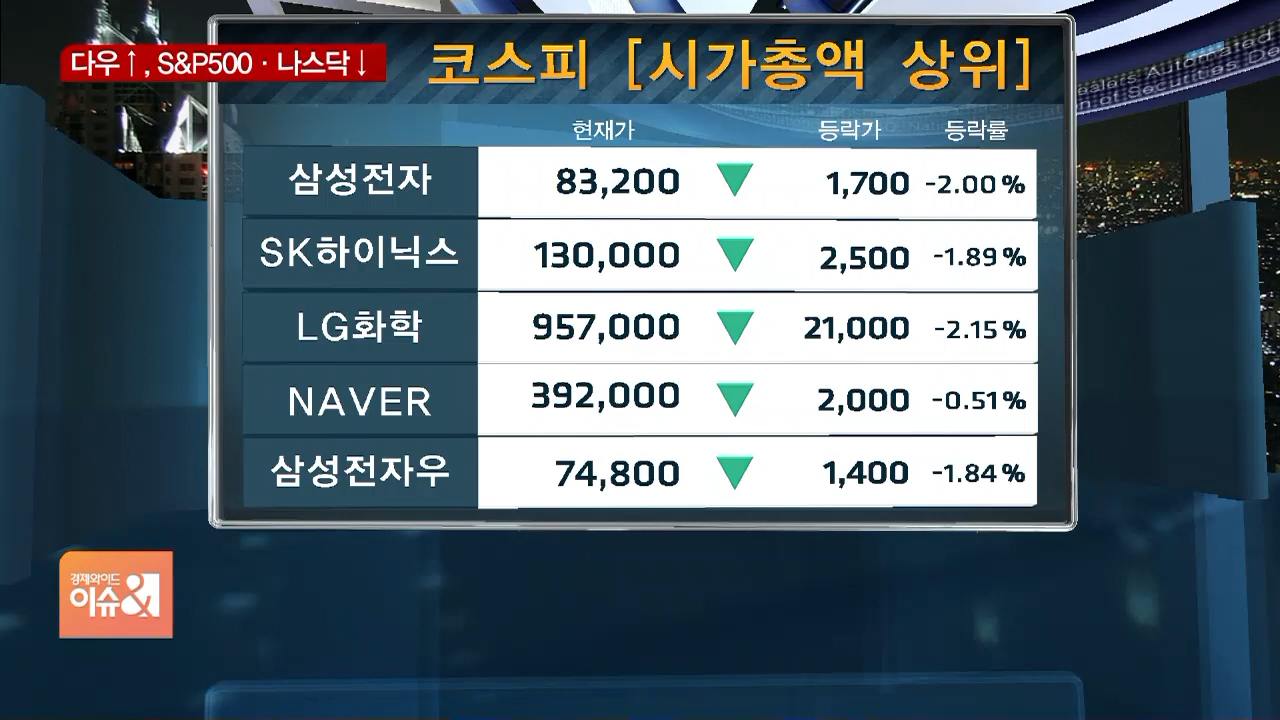 다우↑, S&P500·나스닥↓
코스피 [시가총액 상위]
현재가 등락가 등락률
삼성전자 83,200 ▼ 1,700 -2.00%
SK하이닉스 130,000 ▼ 2,500 -1.89%
LG화학 957,000 ▼ 21,000 -2.15%
NAVER 392,000 ▼ 2,000 -0.51%
삼성전자우 74,800 ▼ 1,400 -1.84%
경제와이드
이슈&